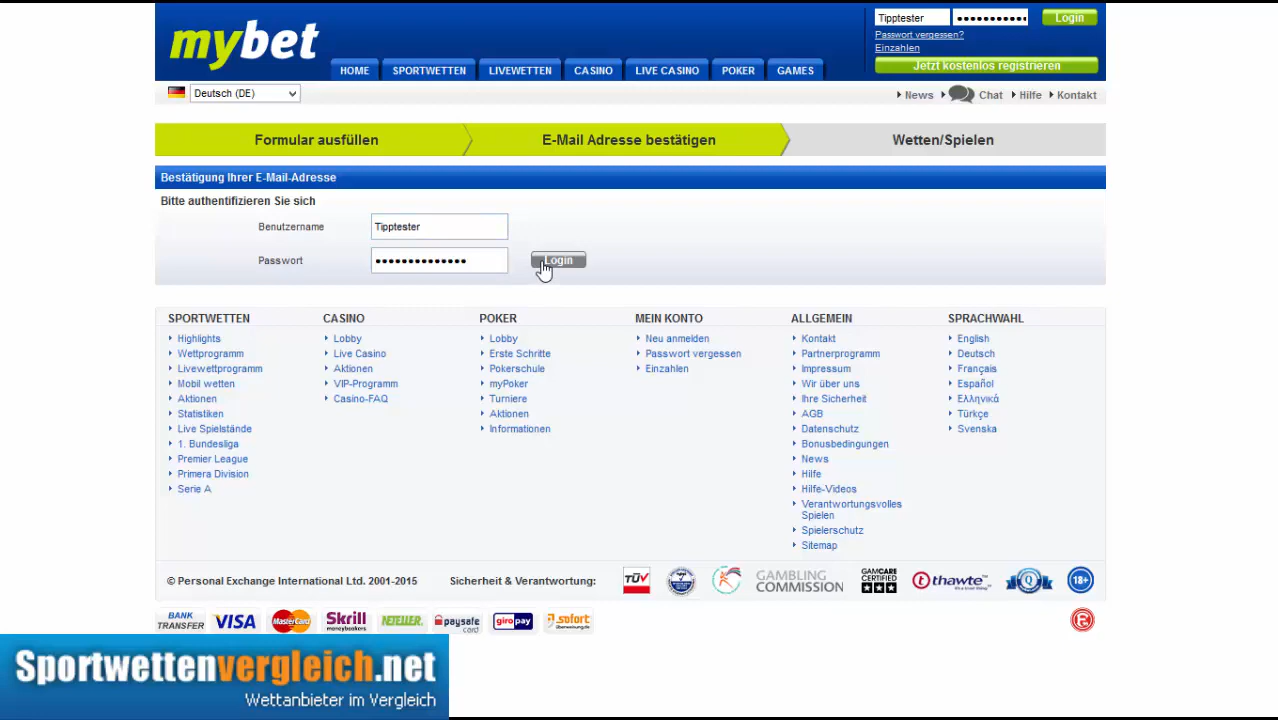 mybet
Tipptester ●●●●●●●●●●● Login
Passwort vergessen?
Einzahlen
Jetzt kostenlos registrieren
HOME SPORTWETTEN LIVEWETTEN CASINO LIVE CASINO POKER GAMES
Deutsch (DE) News Chat Hilfe Kontakt
Formular ausfüllen E-Mail Adresse bestätigen Wetten/Spielen
Bestätigung Ihrer E-Mail-Adresse
Bitte authentifizieren Sie sich
Benutzername Tipptester
Passwort ●●●●●●●●●●●●●● Login
SPORTWETTEN
Highlights
Wettprogramm
Livewettprogramm
Mobil wetten
Aktionen
Statistiken
Live Spielstände
1. Bundesliga
Premier League
Primera Division
Serie A
CASINO
Lobby
Live Casino
Aktionen
VIP-Programm
Casino-FAQ
POKER
Lobby
Erste Schritte
Pokerschule
myPoker
Turniere
Aktionen
Informationen
MEIN KONTO
Neu anmelden
Passwort vergessen
Einzahlen
ALLGEMEIN
Kontakt
Partnerprogramm
Impressum
Wir über uns
Ihre Sicherheit
AGB
Datenschutz
Bonusbedingungen
News
Hilfe
Hilfe-Videos
Verantwortungsvolles
Spielen
Spielerschutz
Sitemap
SPRACHWAHL
English
Deutsch
Français
Español
Ελληνικά
Türkçe
Svenska
© Personal Exchange International Ltd. 2001-2015 Sicherheit & Verantwortung:
TÜV
GAMBLING
COMMISSION
GAMCARE
CERTIFIED
thawte
Q
18+
BANK
TRANSFER
VISA
MasterCard
Skrill
moneybookers
NETELLER
paysafe
card
giropay
sofort
überweisung.de
Sportwettenvergleich.net
Wettanbieter im Vergleich